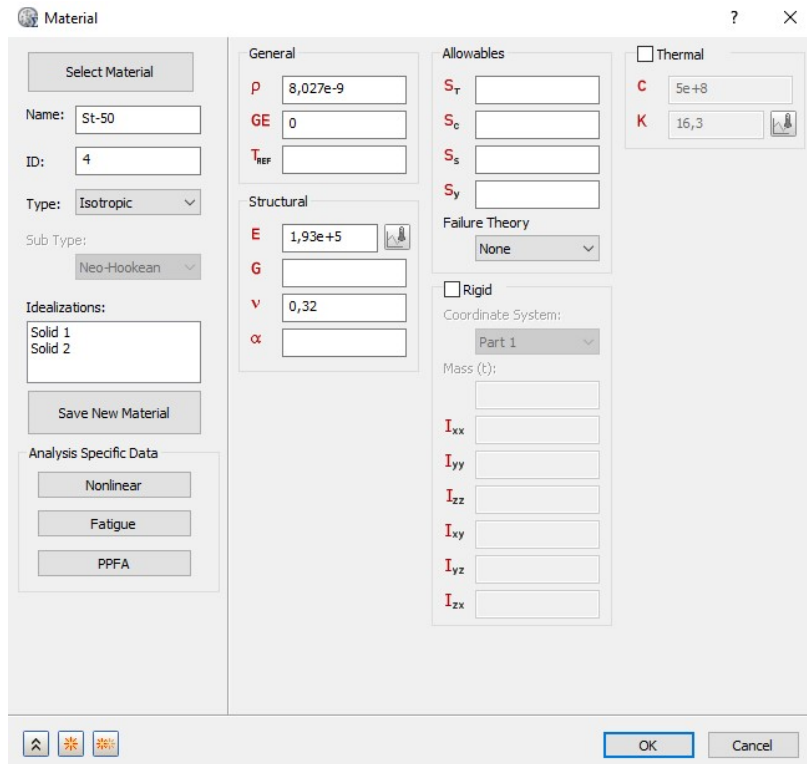 Material
?
Select Material
Name: St-50
ID: 4
Type: Isotropic
Sub Type:
Neo-Hookean
Idealizations:
Solid 1
Solid 2
Save New Material
Analysis Specific Data
Nonlinear
Fatigue
PPFA
General
ρ 8,027e-9
GE 0
TREF
Structural
E 1,93e+5
G
ν 0,32
α
Allowables
ST
Sc
Ss
Sy
Failure Theory
None
Rigid
Coordinate System:
Part 1
Mass (t):
Ixx
Iyy
Izz
Ixy
Iyz
Izx
Thermal
C 5e+8
K 16,3
OK
Cancel